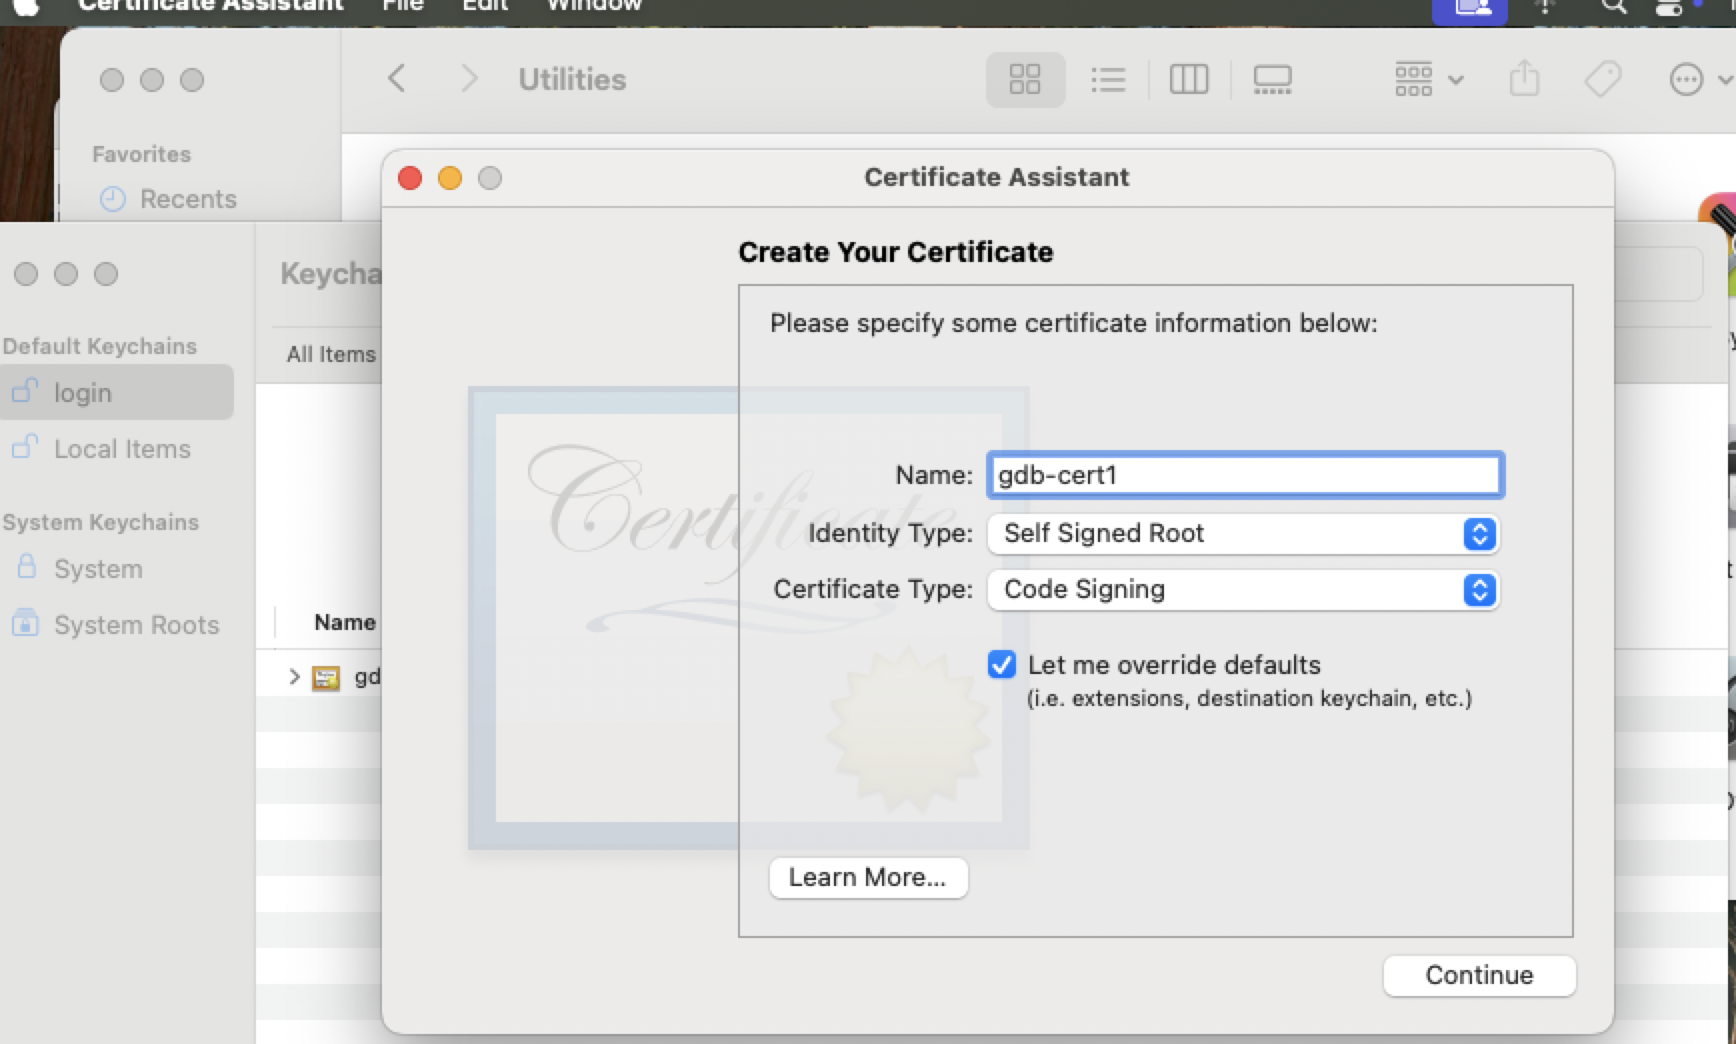 Certificate Assistant File Edit Window
Utilities
Favorites
Recents
Certificate Assistant
Create Your Certificate
Keycha
Please specify some certificate information below:
Default Keychains
All Items
login
Certificate
Local Items
Name: gdb-cert1
System Keychains
Identity Type: Self Signed Root
System
Certificate Type: Code Signing
System Roots
Name
Let me override defaults
gd
(i.e. extensions, destination keychain, etc.)
Learn More...
Continue